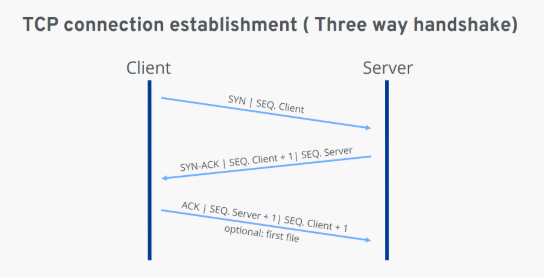 TCP connection establishment ( Three way handshake)
Client
Server
SYN | SEQ. Client
SYN-ACK | SEQ. Client + 1| SEQ. Server
ACK | SEQ. Server + 1| SEQ. Client + 1
optional: first file